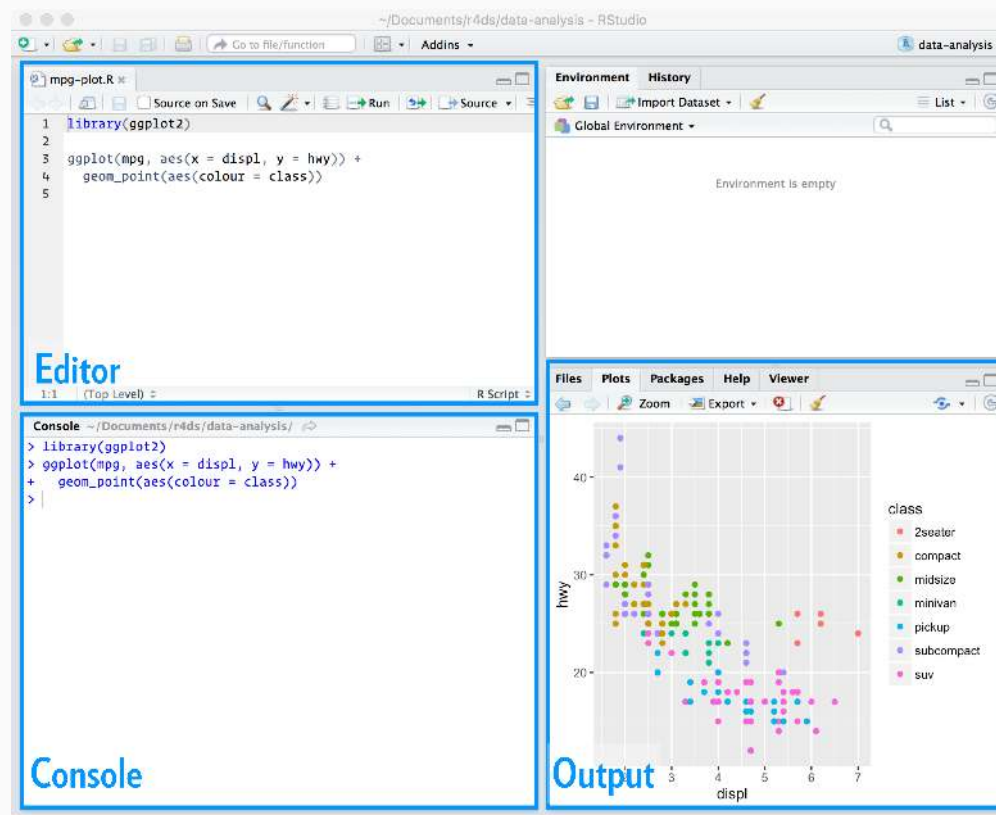 ~/Documents/r4ds/data-analysis - RStudio
Go to file/function
Addins
data-analysis
mpg-plot.R
Source on Save
Run
Source
1 library(ggplot2)
2
3 ggplot(mpg, aes(x = displ, y = hwy)) +
4 geom_point(aes(colour = class))
5
Editor
1:1 (Top Level)
R Script
Console ~/Documents/r4ds/data-analysis/
> library(ggplot2)
> ggplot(mpg, aes(x = displ, y = hwy)) +
+ geom_point(aes(colour = class))
>
Console
Environment History
Import Dataset
List
Global Environment
Environment is empty
Files Plots Packages Help Viewer
Zoom
Export
40
30
20
hwy
3 4 5 6 7
displ
class
2seater
compact
midsize
minivan
pickup
subcompact
suv
Output